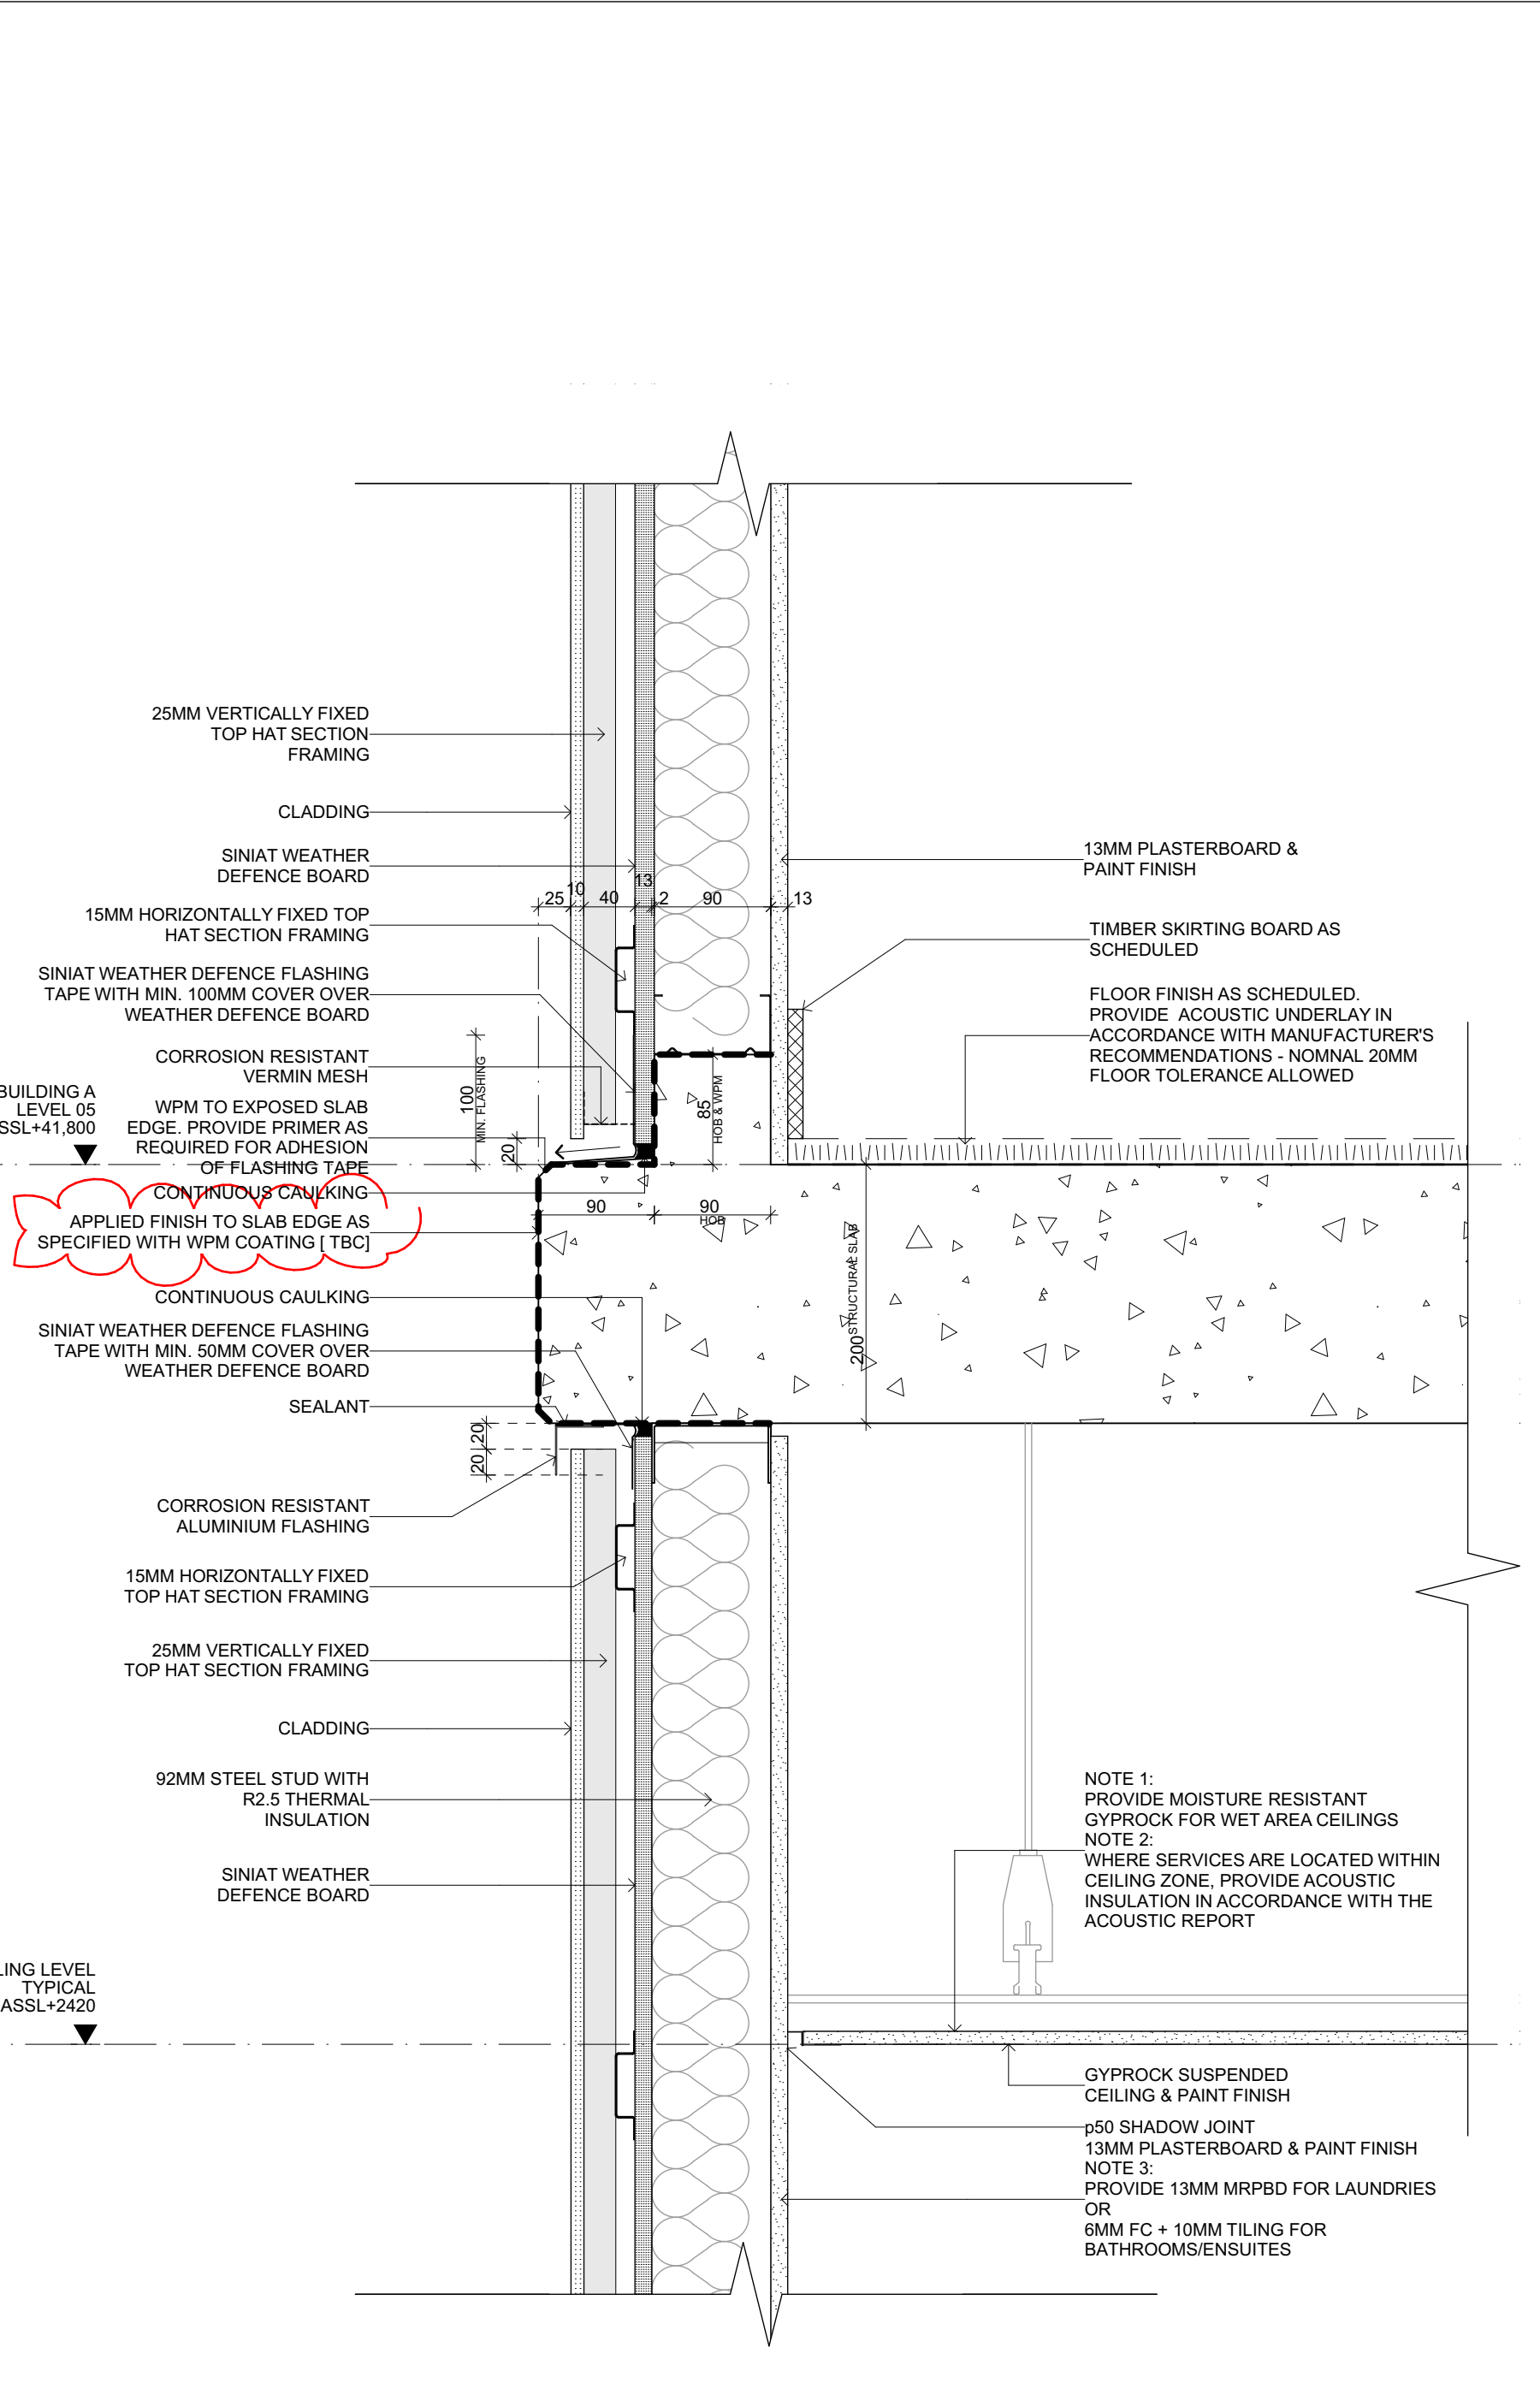 25MM VERTICALLY FIXED
TOP HAT SECTION
FRAMING
CLADDING
SINIAT WEATHER
DEFENCE BOARD
15MM HORIZONTALLY FIXED TOP
HAT SECTION FRAMING
SINIAT WEATHER DEFENCE FLASHING
TAPE WITH MIN. 100MM COVER OVER
WEATHER DEFENCE BOARD
CORROSION RESISTANT
VERMIN MESH
BUILDING A
LEVEL 05
SSL+41,800
WPM TO EXPOSED SLAB
EDGE. PROVIDE PRIMER AS
REQUIRED FOR ADHESION
OF FLASHING TAPE
CONTINUOUS CAULKING
APPLIED FINISH TO SLAB EDGE AS
SPECIFIED WITH WPM COATING [ TBC]
CONTINUOUS CAULKING
SINIAT WEATHER DEFENCE FLASHING
TAPE WITH MIN. 50MM COVER OVER
WEATHER DEFENCE BOARD
SEALANT
CORROSION RESISTANT
ALUMINIUM FLASHING
15MM HORIZONTALLY FIXED
TOP HAT SECTION FRAMING
25MM VERTICALLY FIXED
TOP HAT SECTION FRAMING
CLADDING
92MM STEEL STUD WITH
R2.5 THERMAL
INSULATION
SINIAT WEATHER
DEFENCE BOARD
LING LEVEL
TYPICAL
ASSL+2420
25
10
40
13
2
90
13
100
MIN. FLASHING
20
85
HOB & WPM
90
90
HOB
200
STRUCTURAL SLAB
20
20
13MM PLASTERBOARD &
PAINT FINISH
TIMBER SKIRTING BOARD AS
SCHEDULED
FLOOR FINISH AS SCHEDULED.
PROVIDE ACOUSTIC UNDERLAY IN
ACCORDANCE WITH MANUFACTURER'S
RECOMMENDATIONS - NOMNAL 20MM
FLOOR TOLERANCE ALLOWED
NOTE 1:
PROVIDE MOISTURE RESISTANT
GYPROCK FOR WET AREA CEILINGS
NOTE 2:
WHERE SERVICES ARE LOCATED WITHIN
CEILING ZONE, PROVIDE ACOUSTIC
INSULATION IN ACCORDANCE WITH THE
ACOUSTIC REPORT
GYPROCK SUSPENDED
CEILING & PAINT FINISH
p50 SHADOW JOINT
13MM PLASTERBOARD & PAINT FINISH
NOTE 3:
PROVIDE 13MM MRPBD FOR LAUNDRIES
OR
6MM FC + 10MM TILING FOR
BATHROOMS/ENSUITES